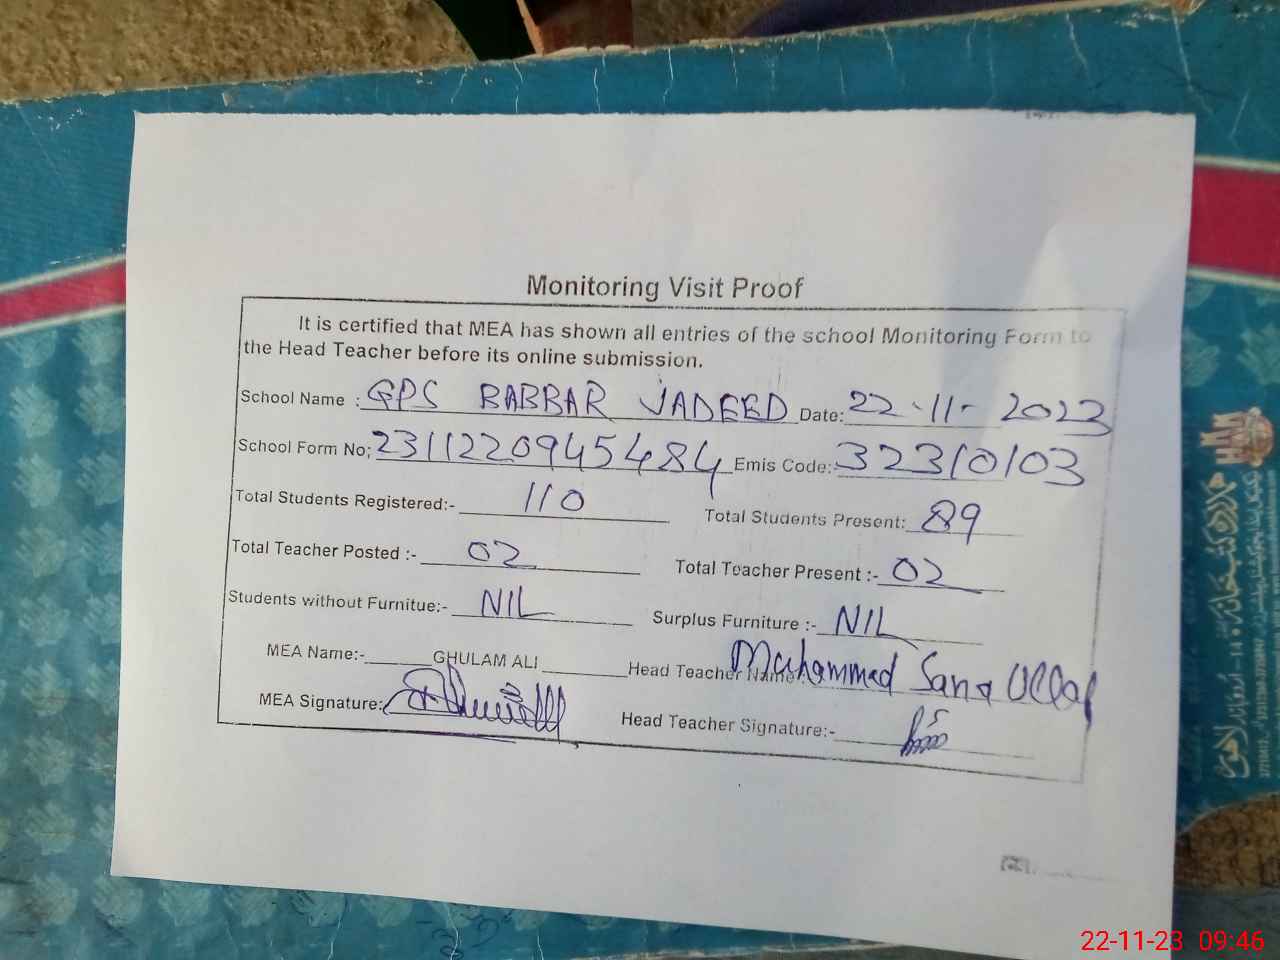 Monitoring Visit Proof
It is certified that MEA has shown all entries of the school Monitoring Form to
the Head Teacher before its online submission.
School Name : GPS BABBAR JADEED Date: 22-11-2023
School Form No; 2311220945484 Emis Code: 32310103
Total Students Registered:- 110 Total Students Present: 89
Total Teacher Posted :- 02 Total Teacher Present :- 02
Students without Furnitue:- NIL Surplus Furniture :- NIL
MEA Name:- GHULAM ALI Head Teacher Name: Muhammad Sana Ullah
MEA Signature: Head Teacher Signature:-
22-11-23 09:46